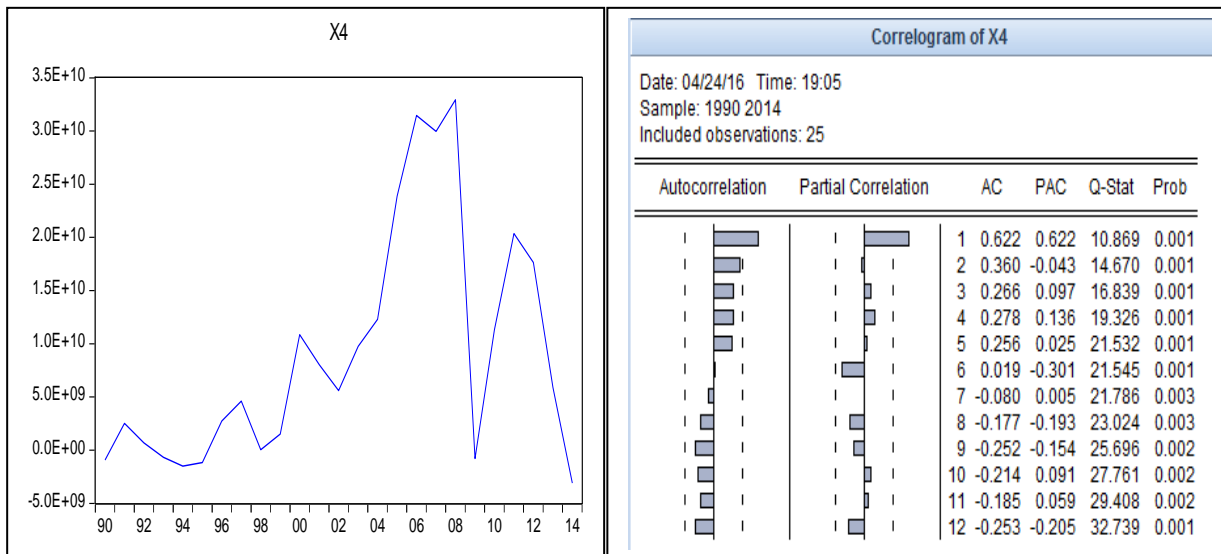 X4
3.5E+10
3.0E+10
2.5E+10
2.0E+10
1.5E+10
1.0E+10
5.0E+09
0.0E+00
-5.0E+09
90 92 94 96 98 00 02 04 06 08 10 12 14
Correlogram of X4
Date: 04/24/16 Time: 19:05
Sample: 1990 2014
Included observations: 25
Autocorrelation Partial Correlation AC PAC Q-Stat Prob
1 0.622 0.622 10.869 0.001
2 0.360 -0.043 14.670 0.001
3 0.266 0.097 16.839 0.001
4 0.278 0.136 19.326 0.001
5 0.256 0.025 21.532 0.001
6 0.019 -0.301 21.545 0.001
7 -0.080 0.005 21.786 0.003
8 -0.177 -0.193 23.024 0.003
9 -0.252 -0.154 25.696 0.002
10 -0.214 0.091 27.761 0.002
11 -0.185 0.059 29.408 0.002
12 -0.253 -0.205 32.739 0.001